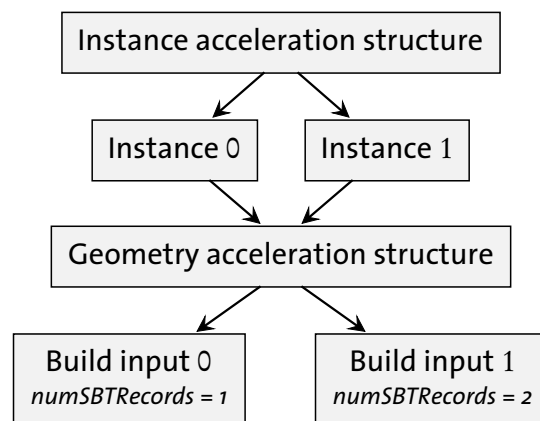 Instance acceleration structure
Instance 0
Instance 1
Geometry acceleration structure
Build input 0
numSBTRecords = 1
Build input 1
numSBTRecords = 2